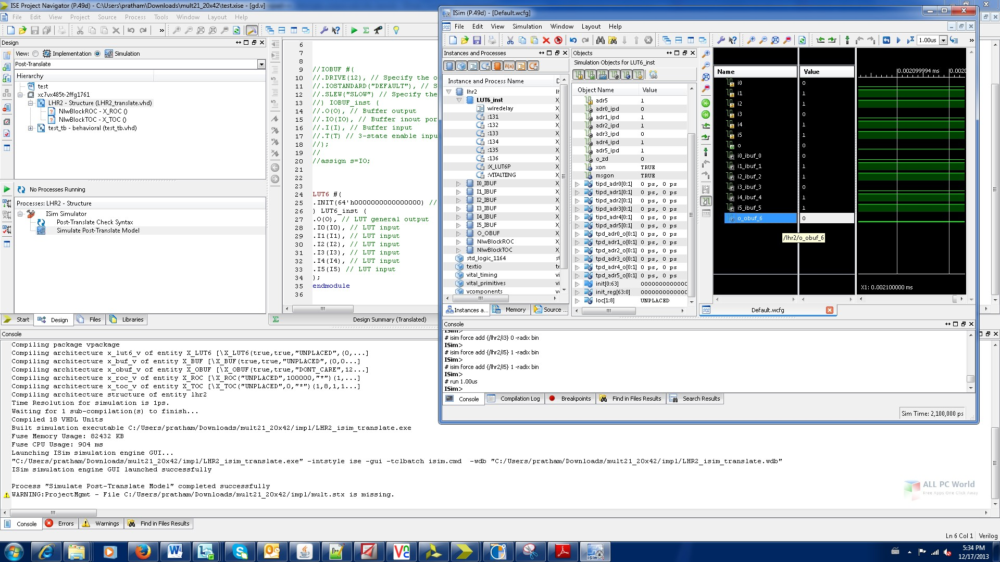 ISE Project Navigator (P.49d) - C:\Users\pratham\Downloads\mult21_20x42\test.xise - [gd.v]
File Edit View Project Source Process Tools Window Layout Help
Design
View: Implementation Simulation
Post-Translate
Hierarchy
test
xc7vx485t-2ffg1761
LHR2 - Structure (LHR2_translate.vhd)
NlwBlockROC - X_ROC ()
NlwBlockTOC - X_TOC ()
test_tb - behavioral (test_tb.vhd)
No Processes Running
Processes: LHR2 - Structure
ISim Simulator
Post-Translate Check Syntax
Simulate Post-Translate Model
Start Design Files Libraries
6
7
8
9 //IOBUF #(
10 //.DRIVE(12), // Specify the o
11 //.IOSTANDARD("DEFAULT"), // S
12 //.SLEW("SLOW") // Specify the
13 //) IOBUF_inst (
14 //.O(O), // Buffer output
15 //.IO(IO), // Buffer inout por
16 //.I(I), // Buffer input
17 //.T(T) // 3-state enable inpu
18 //);
19 //
20 //assign s=IO;
21
22
23
24 LUT6 #(
25 .INIT(64'h0000000000000000) //
26 ) LUT6_inst (
27 .O(O), // LUT general output
28 .I0(I0), // LUT input
29 .I1(I1), // LUT input
30 .I2(I2), // LUT input
31 .I3(I3), // LUT input
32 .I4(I4), // LUT input
33 .I5(I5) // LUT input
34 );
35 endmodule
36
Design Summary (Translated)
ISim (P.49d) - [Default.wcfg]
File Edit View Simulation Window Layout Help
1.00us
Instances and Processes
Instance and Process Name
lhr2
LUT6_inst
wiredelay
:131
:132
:133
:134
:135
:136
:X_LUT6P
:VITALTIING
I0_IBUF
I1_IBUF
I2_IBUF
I3_IBUF
I4_IBUF
I5_IBUF
O_OBUF
NlwBlockROC
NlwBlockTOC
std_logic_1164
textio
vital_timing
vital_primitives
vcomponents
Instances a... Memory Source ...
Objects
Simulation Objects for LUT6_inst
Object Name Value
adr5 1
adr0_ipd 0
adr1_ipd 1
adr2_ipd 1
adr3_ipd 0
adr4_ipd 1
adr5_ipd 1
o_zd 0
xon TRUE
msgon TRUE
tipd_adr0[0:1] 0 ps, 0 ps
tipd_adr1[0:1] 0 ps, 0 ps
tipd_adr2[0:1] 0 ps, 0 ps
tipd_adr3[0:1] 0 ps, 0 ps
tipd_adr4[0:1] 0 ps, 0 ps
tipd_adr5[0:1] 0 ps, 0 ps
tpd_adr0_o[0:1] 0 ps, 0 ps
tpd_adr1_o[0:1] 0 ps, 0 ps
tpd_adr2_o[0:1] 0 ps, 0 ps
tpd_adr3_o[0:1] 0 ps, 0 ps
tpd_adr4_o[0:1] 0 ps, 0 ps
tpd_adr5_o[0:1] 0 ps, 0 ps
init[0:63] 0000000000000
init_reg[63:0] 0000000000000
loc[1:8] UNPLACED
Name Value
0.002099994 ms 0.0020
i0 0
i1 1
i2 1
i3 0
i4 1
i5 1
o 0
i0_ibuf_0 0
i1_ibuf_1 1
i2_ibuf_2 1
i3_ibuf_3 0
i4_ibuf_4 1
i5_ibuf_5 1
o_obuf_6 0
/lhr2/o_obuf_6
X1: 0.002100000 ms
Default.wcfg
Console
ISim>
# isim force add {/lhr2/i3} 0 -radix bin
ISim>
# isim force add {/lhr2/i5} 1 -radix bin
ISim>
# isim force add {/lhr2/i5} 1 -radix bin
ISim>
# run 1.00us
ISim>
Console Compilation Log Breakpoints Find in Files Results Search Results
Sim Time: 2,100,000 ps
Console
Compiling package vpackage
Compiling architecture x_lut6_v of entity X_LUT6 [\X_LUT6(true,true,"UNPLACED",(0,...]
Compiling architecture x_buf_v of entity X_BUF [\X_BUF(true,true,"UNPLACED",(0,0...]
Compiling architecture x_obuf_v of entity X_OBUF [\X_OBUF(true,true,"DONT_CARE",12...]
Compiling architecture x_roc_v of entity X_ROC [\X_ROC("UNPLACED",100000,"*")(1,...]
Compiling architecture x_toc_v of entity X_TOC [\X_TOC("UNPLACED",0,"*")(1,8,1,1...]
Compiling architecture structure of entity lhr2
Time Resolution for simulation is 1ps.
Waiting for 1 sub-compilation(s) to finish...
Compiled 18 VHDL Units
Built simulation executable C:/Users/pratham/Downloads/mult21_20x42/impl/LHR2_isim_translate.exe
Fuse Memory Usage: 82432 KB
Fuse CPU Usage: 904 ms
Launching ISim simulation engine GUI...
"C:/Users/pratham/Downloads/mult21_20x42/impl/LHR2_isim_translate.exe" -intstyle ise -gui -tclbatch isim.cmd -wdb "C:/Users/pratham/Downloads/mult21_20x42/impl/LHR2_isim_translate.wdb"
ISim simulation engine GUI launched successfully
Process "Simulate Post-Translate Model" completed successfully
WARNING:ProjectMgmt - File C:/Users/pratham/Downloads/mult21_20x42/impl/mult.stx is missing.
ALL PC World
Free Apps One Click Away
Console Errors Warnings Find in Files Results
Ln 6 Col 1 Verilog
5:34 PM
12/17/2013